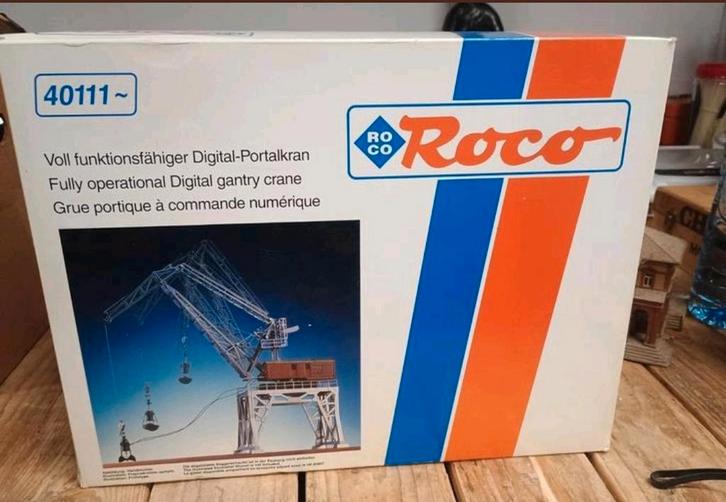 40111~
ROCO
Roco
Voll funktionsfähiger Digital-Portalkran
Fully operational Digital gantry crane
Grue portique à commande numérique